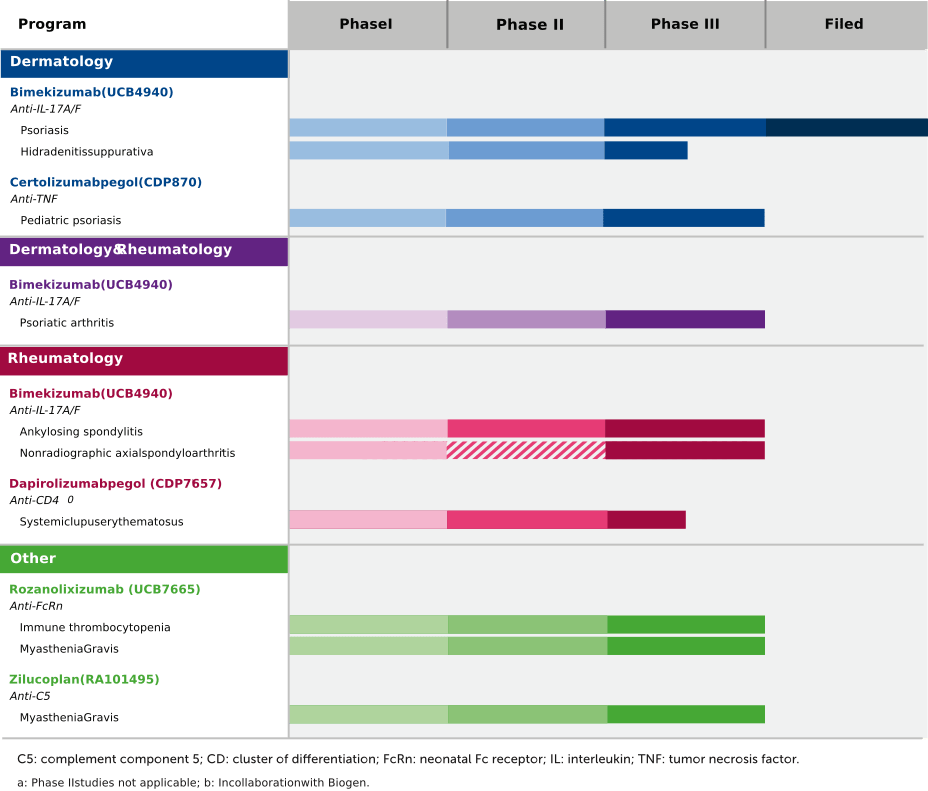 Program PhaseI Phase II Phase III Filed
Dermatology
Bimekizumab(UCB4940)
Anti-IL-17A/F
Psoriasis
Hidradenitissuppurativa
Certolizumabpegol(CDP870)
Anti-TNF
Pediatric psoriasis
Dermatology&Rheumatology
Bimekizumab(UCB4940)
Anti-IL-17A/F
Psoriatic arthritis
Rheumatology
Bimekizumab(UCB4940)
Anti-IL-17A/F
Ankylosing spondylitis
Nonradiographic axialspondyloarthritis
Dapirolizumabpegol (CDP7657)
Anti-CD4 0
Systemiclupuserythematosus
Other
Rozanolixizumab (UCB7665)
Anti-FcRn
Immune thrombocytopenia
MyastheniaGravis
Zilucoplan(RA101495)
Anti-C5
MyastheniaGravis
C5: complement component 5; CD: cluster of differentiation; FcRn: neonatal Fc receptor; IL: interleukin; TNF: tumor necrosis factor.
a: Phase IIstudies not applicable; b: Incollaborationwith Biogen.